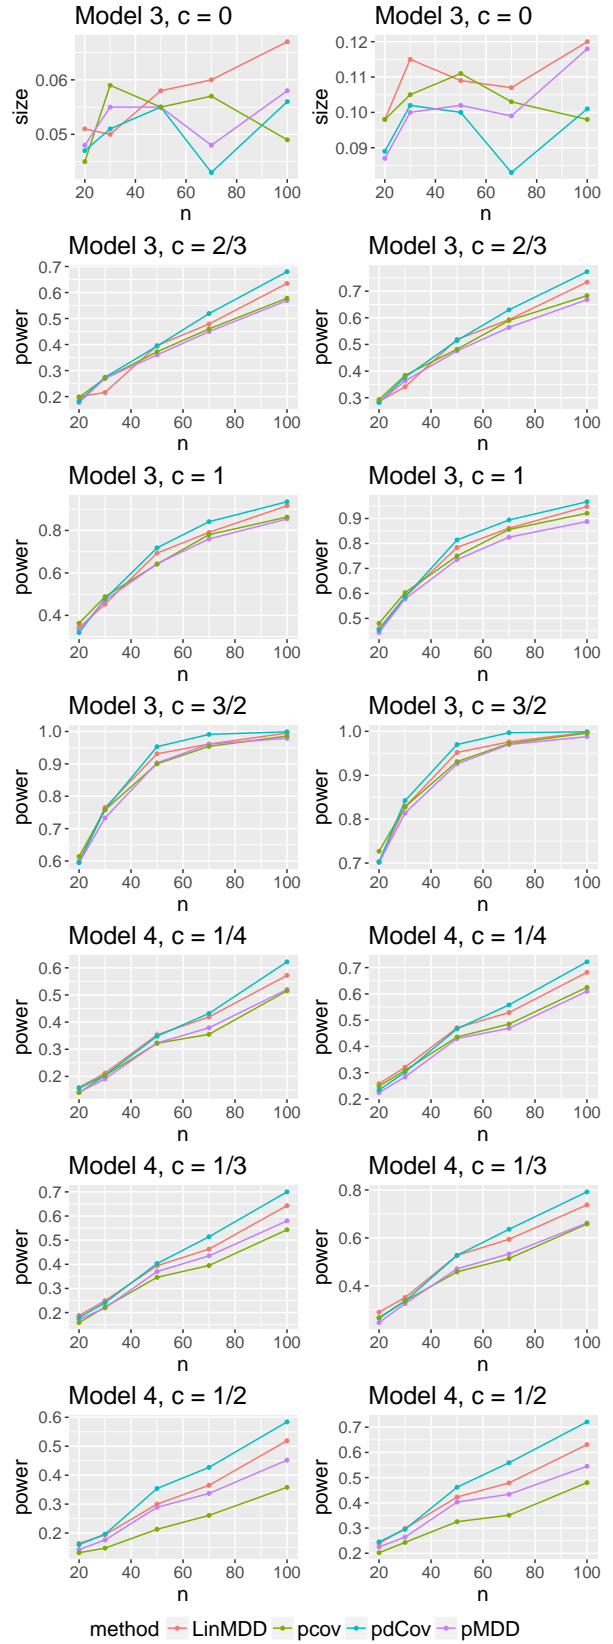 Model 3, c = 0
Model 3, c = 0
size
0.06
0.05
20 40 60 80 100
n
size
0.12
0.11
0.10
0.09
20 40 60 80 100
n
Model 3, c = 2/3
Model 3, c = 2/3
power
0.7
0.6
0.5
0.4
0.3
0.2
20 40 60 80 100
n
power
0.7
0.6
0.5
0.4
0.3
20 40 60 80 100
n
Model 3, c = 1
Model 3, c = 1
power
0.8
0.6
0.4
20 40 60 80 100
n
power
0.9
0.8
0.7
0.6
0.5
20 40 60 80 100
n
Model 3, c = 3/2
Model 3, c = 3/2
power
1.0
0.9
0.8
0.7
0.6
20 40 60 80 100
n
power
1.0
0.9
0.8
0.7
20 40 60 80 100
n
Model 4, c = 1/4
Model 4, c = 1/4
power
0.6
0.5
0.4
0.3
0.2
20 40 60 80 100
n
power
0.7
0.6
0.5
0.4
0.3
0.2
20 40 60 80 100
n
Model 4, c = 1/3
Model 4, c = 1/3
power
0.7
0.6
0.5
0.4
0.3
0.2
20 40 60 80 100
n
power
0.8
0.6
0.4
20 40 60 80 100
n
Model 4, c = 1/2
Model 4, c = 1/2
power
0.6
0.5
0.4
0.3
0.2
20 40 60 80 100
n
power
0.7
0.6
0.5
0.4
0.3
0.2
20 40 60 80 100
n
method LinMDD pcov pdCov pMDD